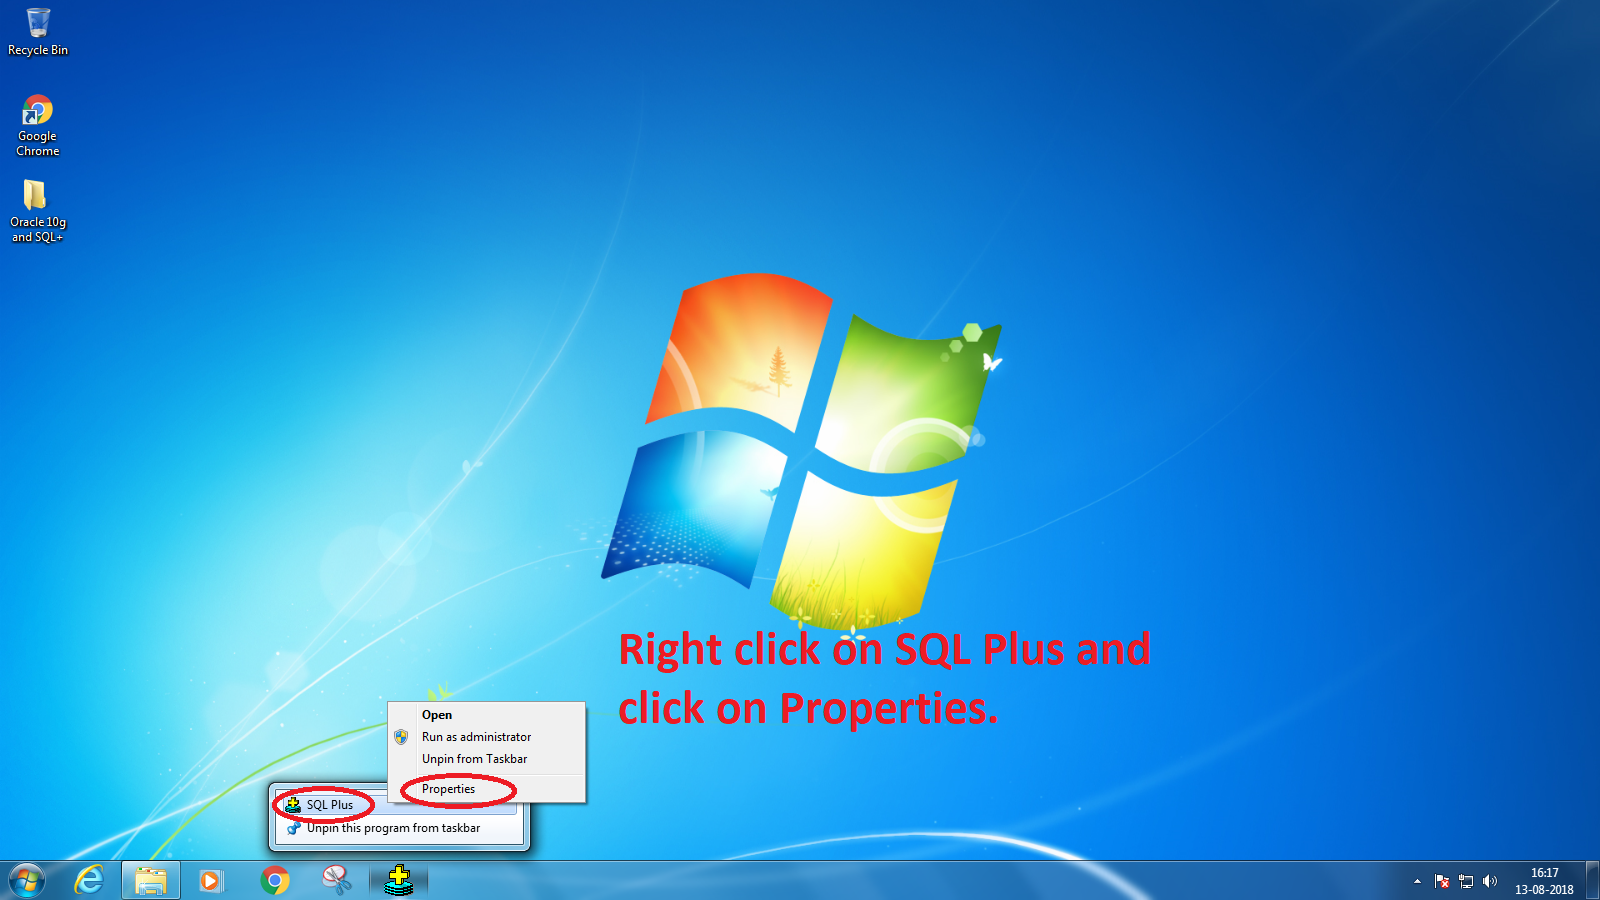 Recycle Bin
Google
Chrome
Oracle 10g
and SQL+
Right click on SQL Plus and
click on Properties.
Open
Run as administrator
Unpin from Taskbar
Properties
SQL Plus
Unpin this program from taskbar
16:17
13-08-2018